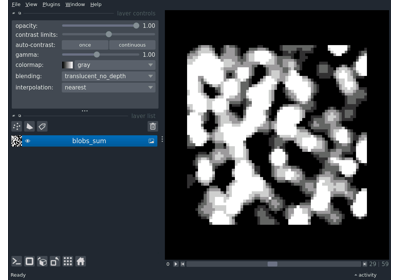 File View Plugins Window Help
layer controls
opacity: 1.00
contrast limits:
auto-contrast: once continuous
gamma: 1.00
colormap: gray
blending: translucent_no_depth
interpolation: nearest
layer list
blobs_sum
29 59
Ready activity